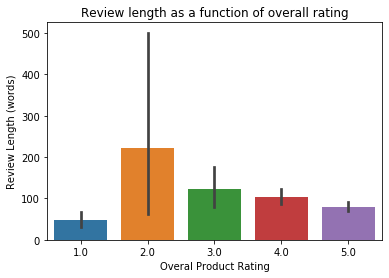 Review length as a function of overall rating
Review Length (words)
500
400
300
200
100
0
1.0 2.0 3.0 4.0 5.0
Overal Product Rating